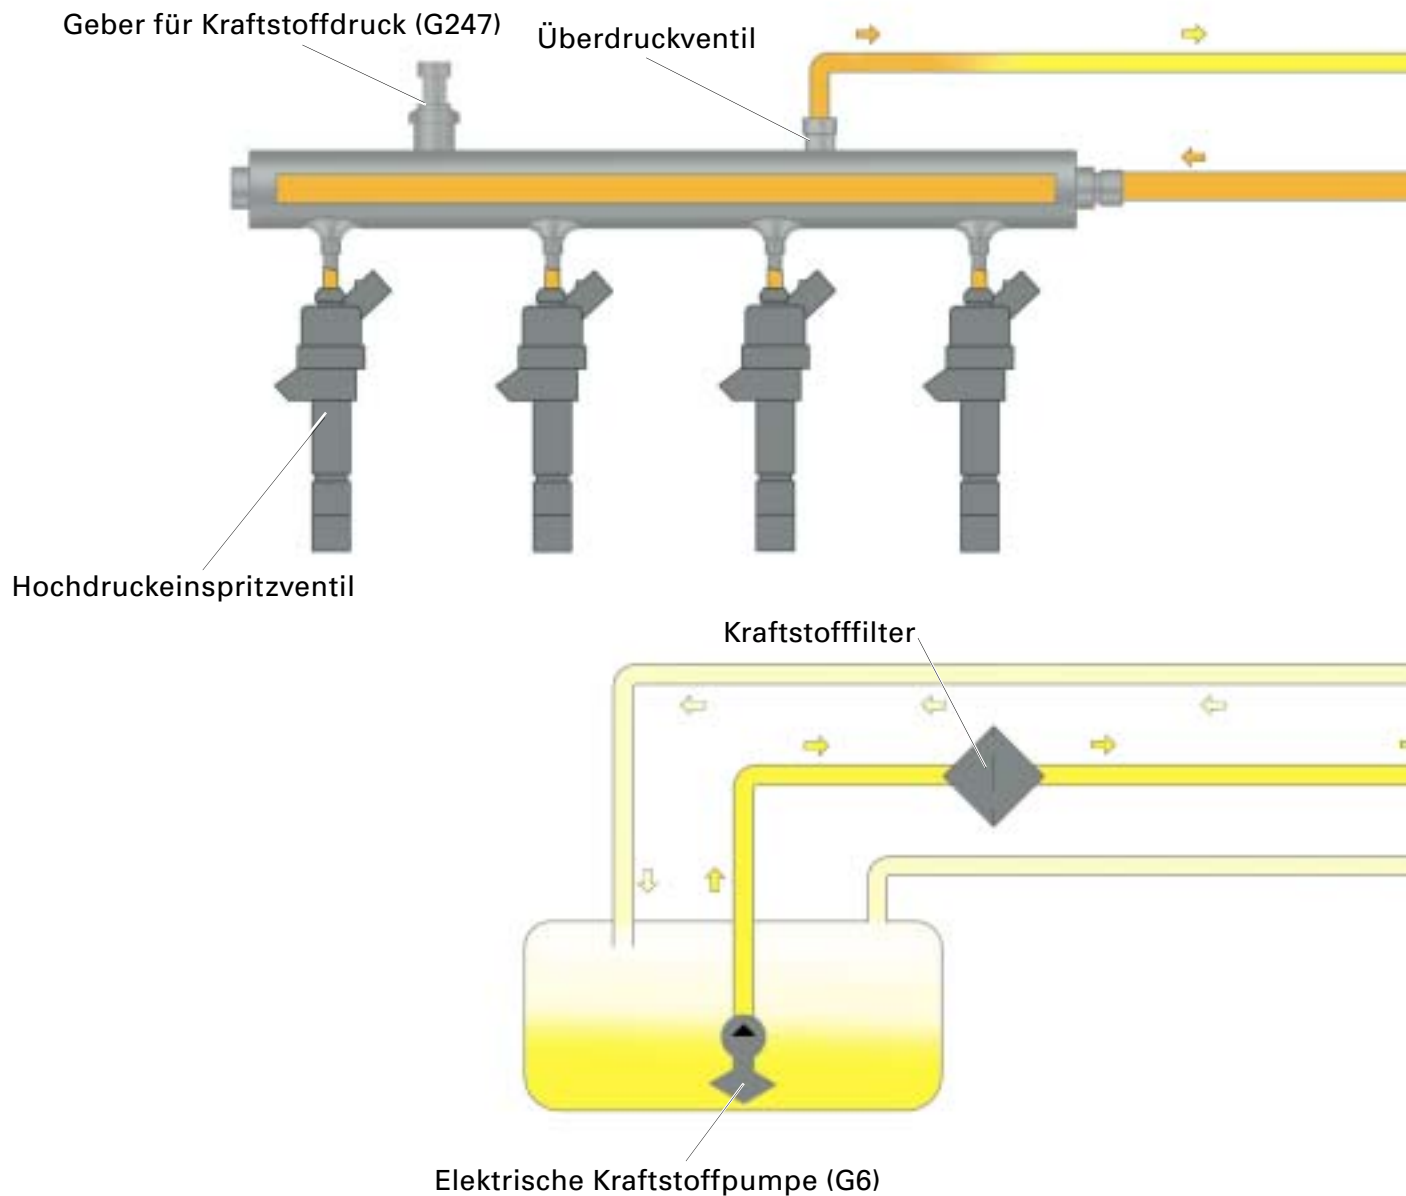 Geber für Kraftstoffdruck (G247)
Überdruckventil
Hochdruckeinspritzventil
Kraftstofffilter
Elektrische Kraftstoffpumpe (G6)